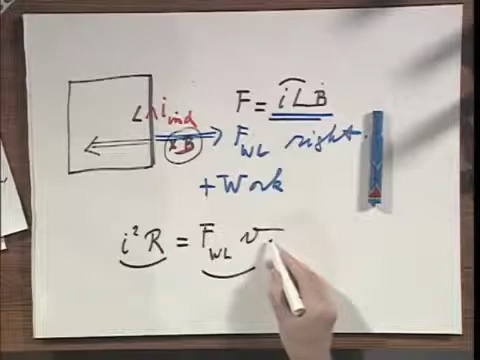 F = i L B
L i ind
x B
F WL right.
+ Work
i² R = F WL v